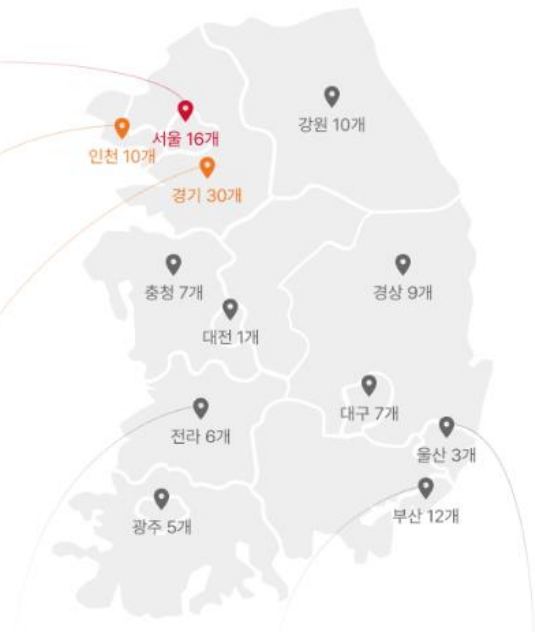 강원 10개
서울 16개
인천 10개
경기 30개
충청 7개
경상 9개
대전 1개
대구 7개
전라 6개
울산 3개
부산 12개
광주 5개